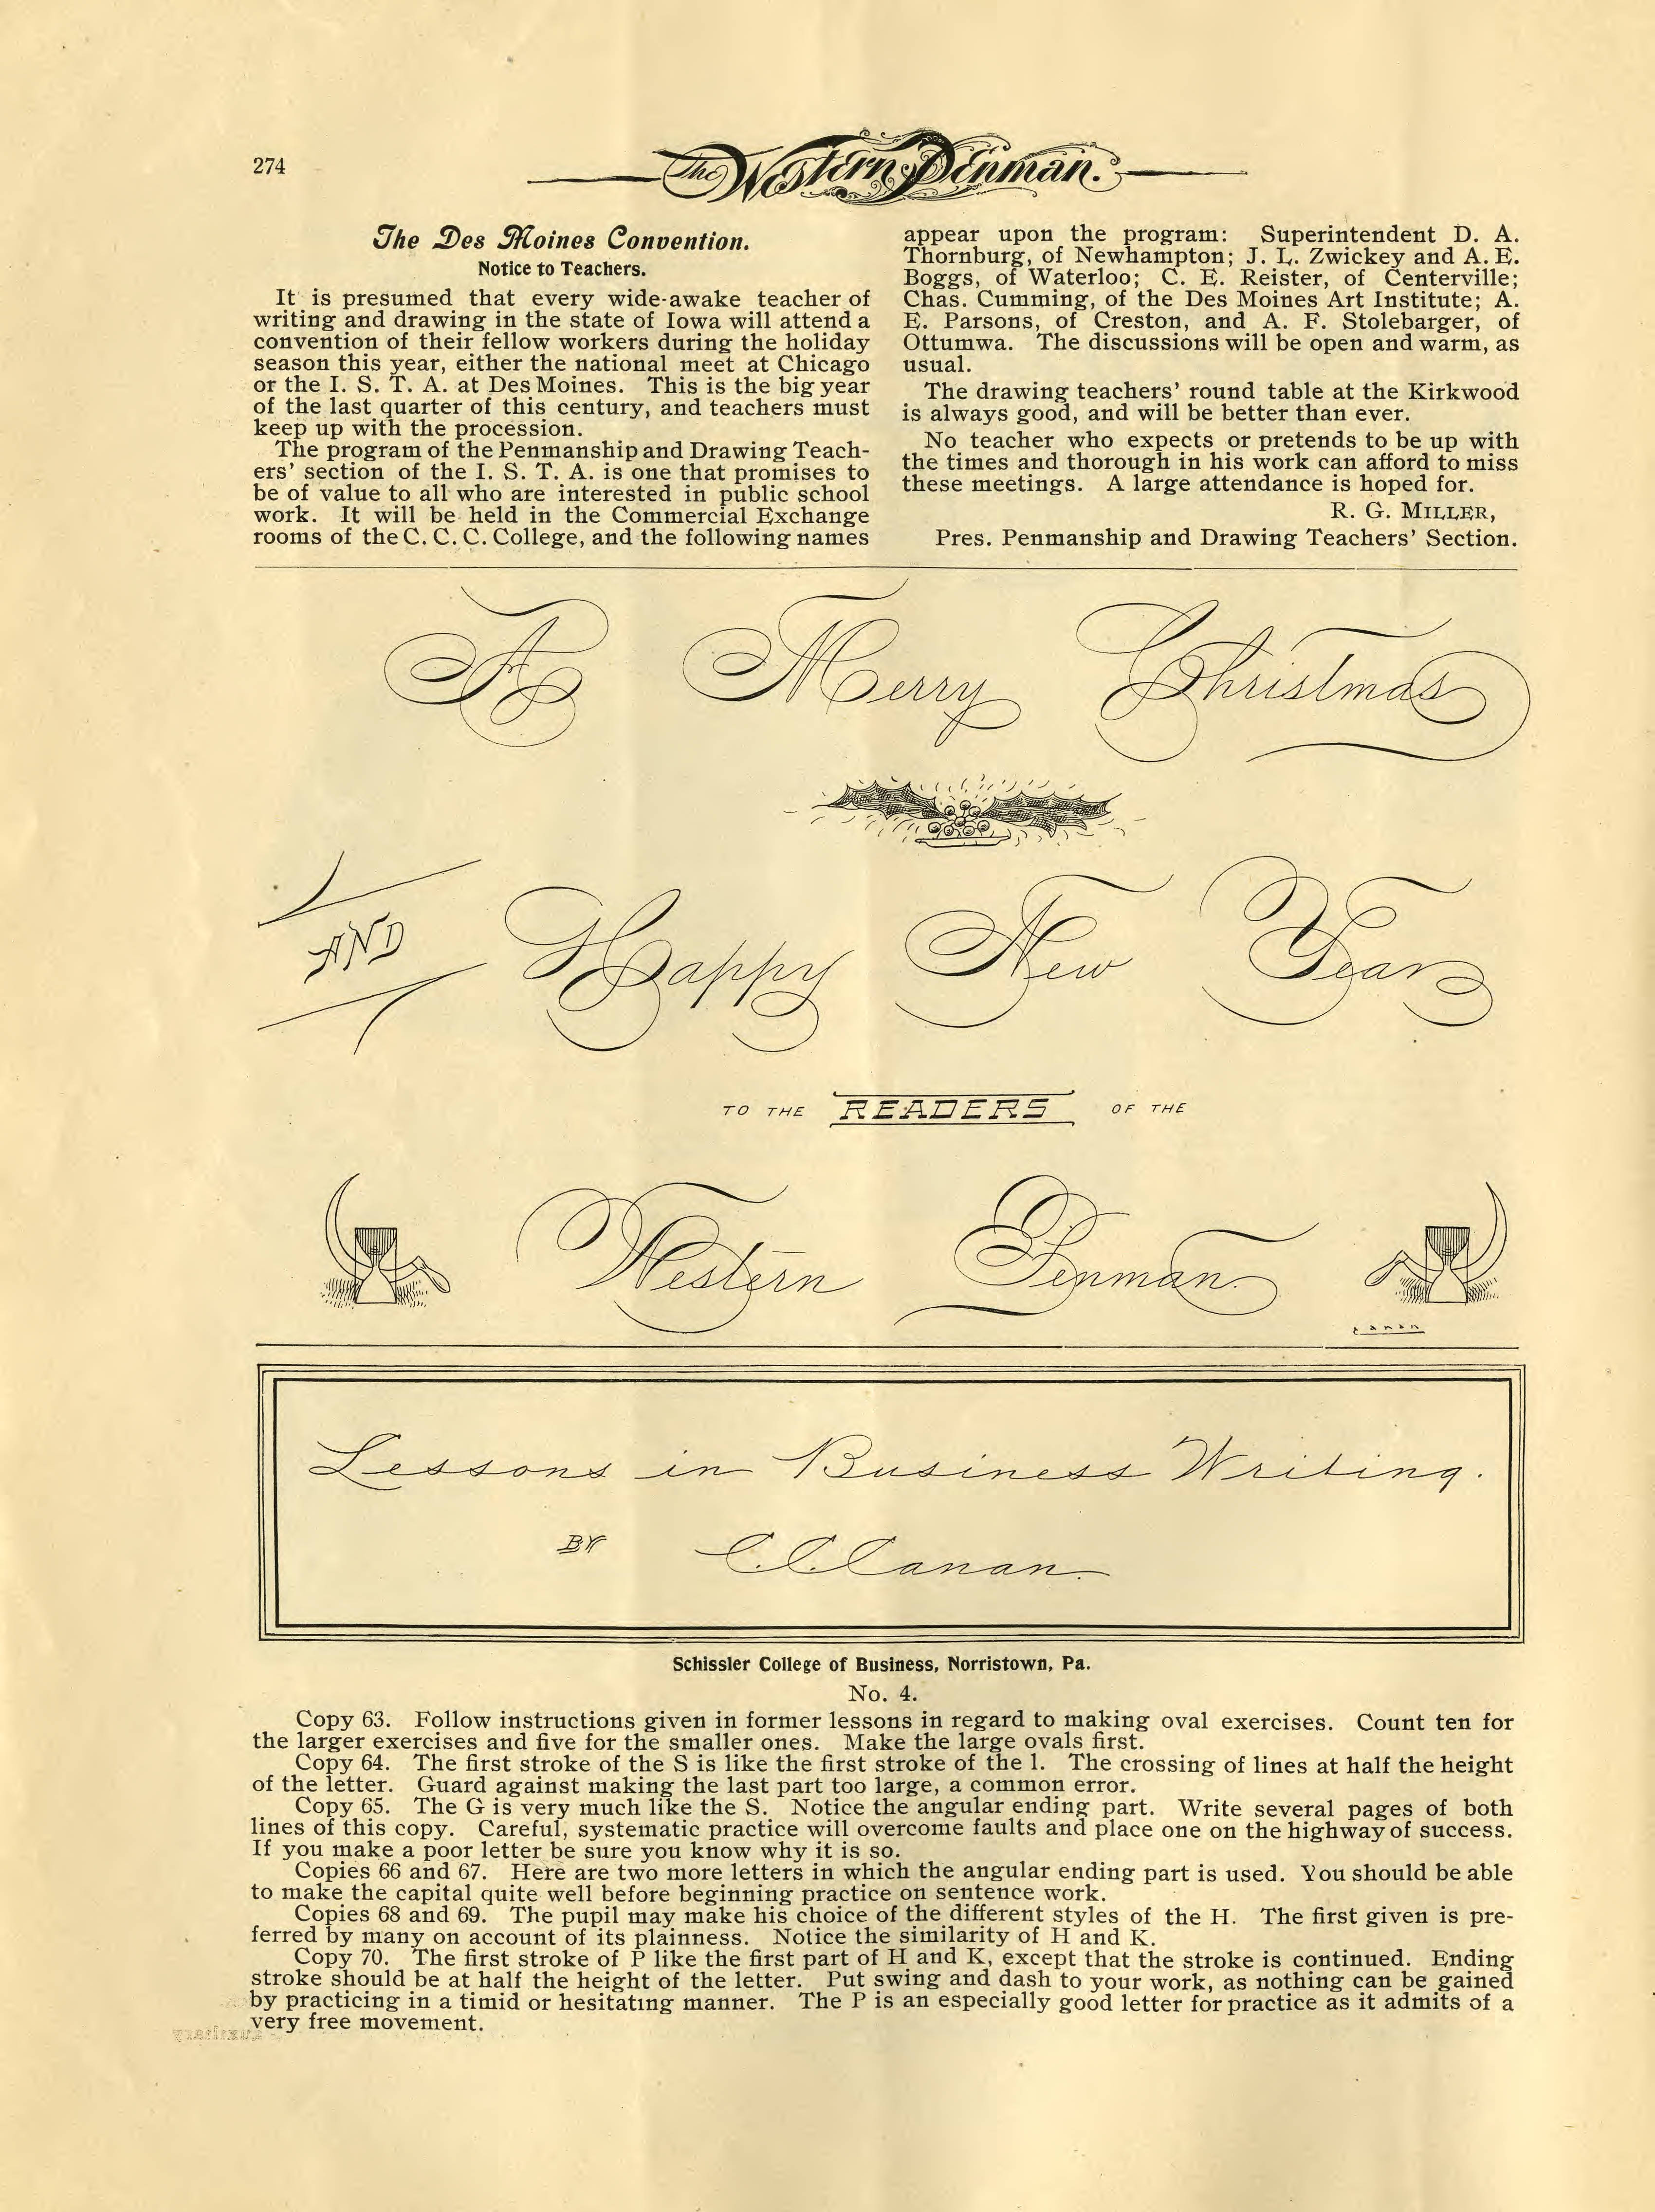 274
The Western Penman.
The Des Moines Convention.
Notice to Teachers.
It is presumed that every wide-awake teacher of
writing and drawing in the state of Iowa will attend a
convention of their fellow workers during the holiday
season this year, either the national meet at Chicago
or the I. S. T. A. at Des Moines. This is the big year
of the last quarter of this century, and teachers must
keep up with the procession.
The program of the Penmanship and Drawing Teach-
ers' section of the I. S. T. A. is one that promises to
be of value to all who are interested in public school
work. It will be held in the Commercial Exchange
rooms of the C. C. C. College, and the following names
appear upon the program: Superintendent D. A.
Thornburg, of Newhampton; J. L. Zwickey and A. E.
Boggs, of Waterloo; C. E. Reister, of Centerville;
Chas. Cumming, of the Des Moines Art Institute; A.
E. Parsons, of Creston, and A. F. Stolebarger, of
Ottumwa. The discussions will be open and warm, as
usual.
The drawing teachers' round table at the Kirkwood
is always good, and will be better than ever.
No teacher who expects or pretends to be up with
the times and thorough in his work can afford to miss
these meetings. A large attendance is hoped for.
R. G. MILLER,
Pres. Penmanship and Drawing Teachers' Section.
A Merry Christmas
AND Happy New Year
TO THE READERS OF THE
Western Penman.
Canan
Lessons in Business Writing.
BY C.C.Canan.
Schissler College of Business, Norristown, Pa.
No. 4.
Copy 63. Follow instructions given in former lessons in regard to making oval exercises. Count ten for
the larger exercises and five for the smaller ones. Make the large ovals first.
Copy 64. The first stroke of the S is like the first stroke of the l. The crossing of lines at half the height
of the letter. Guard against making the last part too large, a common error.
Copy 65. The G is very much like the S. Notice the angular ending part. Write several pages of both
lines of this copy. Careful, systematic practice will overcome faults and place one on the highway of success.
If you make a poor letter be sure you know why it is so.
Copies 66 and 67. Here are two more letters in which the angular ending part is used. You should be able
to make the capital quite well before beginning practice on sentence work.
Copies 68 and 69. The pupil may make his choice of the different styles of the H. The first given is pre-
ferred by many on account of its plainness. Notice the similarity of H and K.
Copy 70. The first stroke of P like the first part of H and K, except that the stroke is continued. Ending
stroke should be at half the height of the letter. Put swing and dash to your work, as nothing can be gained
by practicing in a timid or hesitating manner. The P is an especially good letter for practice as it admits of a
very free movement.